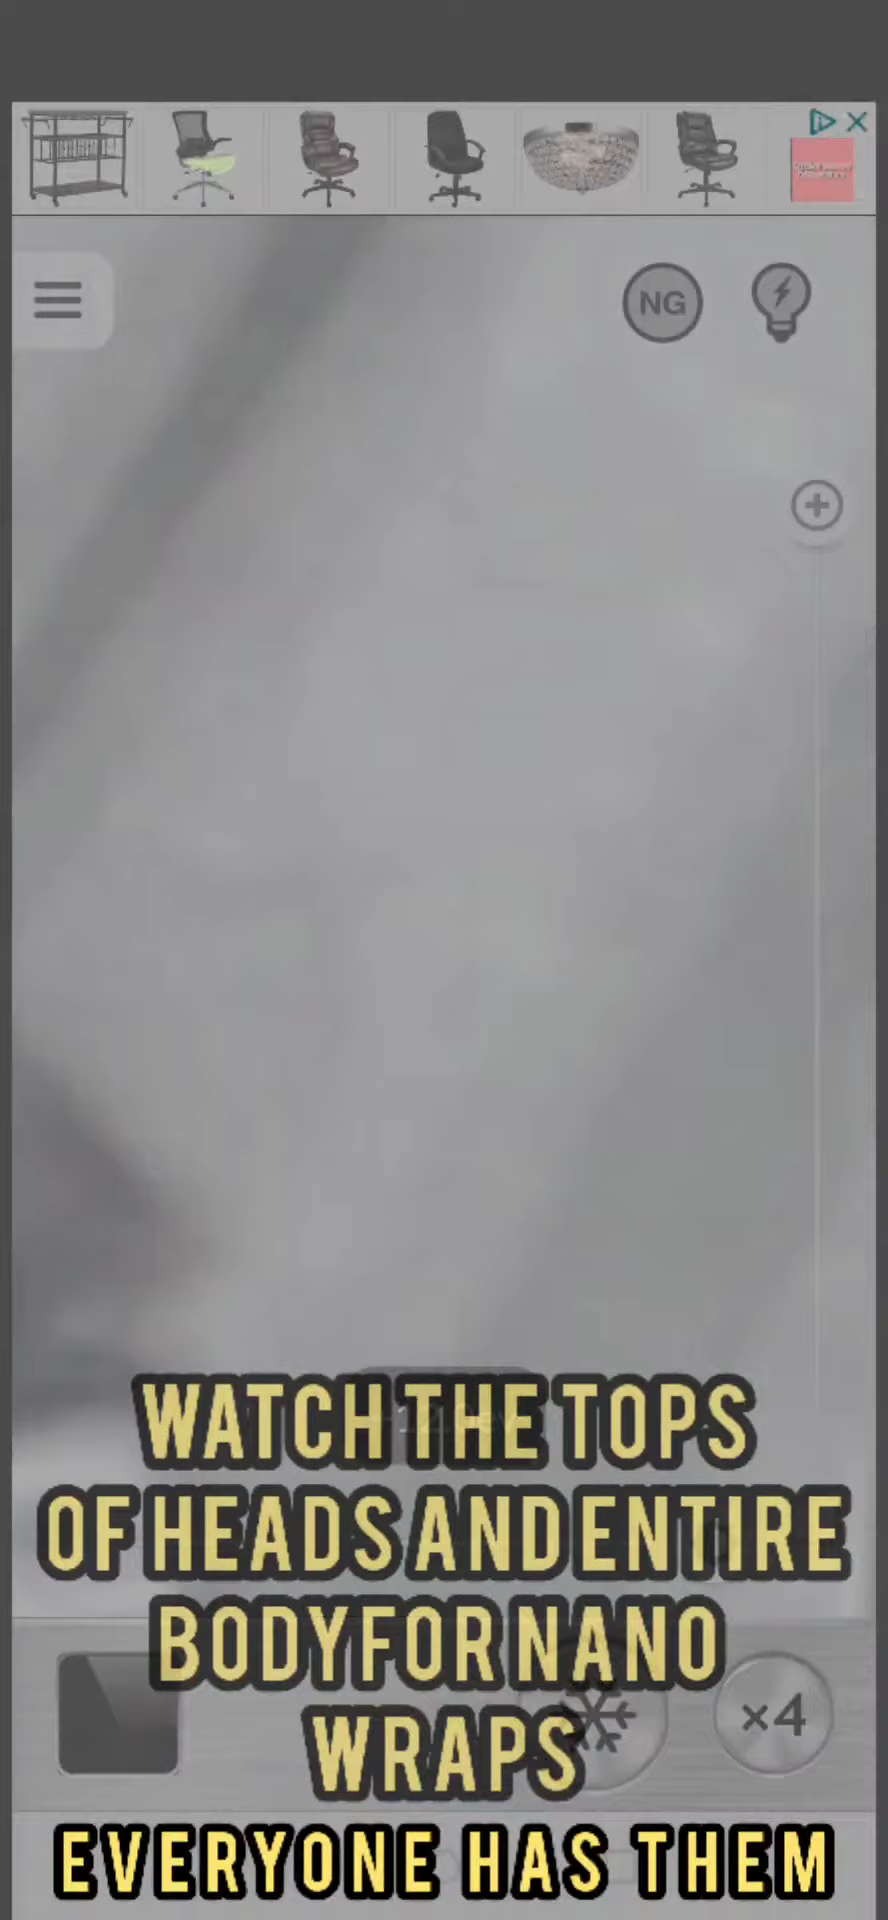 NG
WATCH THE TOPS
OF HEADS AND ENTIRE
BODY FOR NANO
WRAPS
×4
EVERYONE HAS THEM